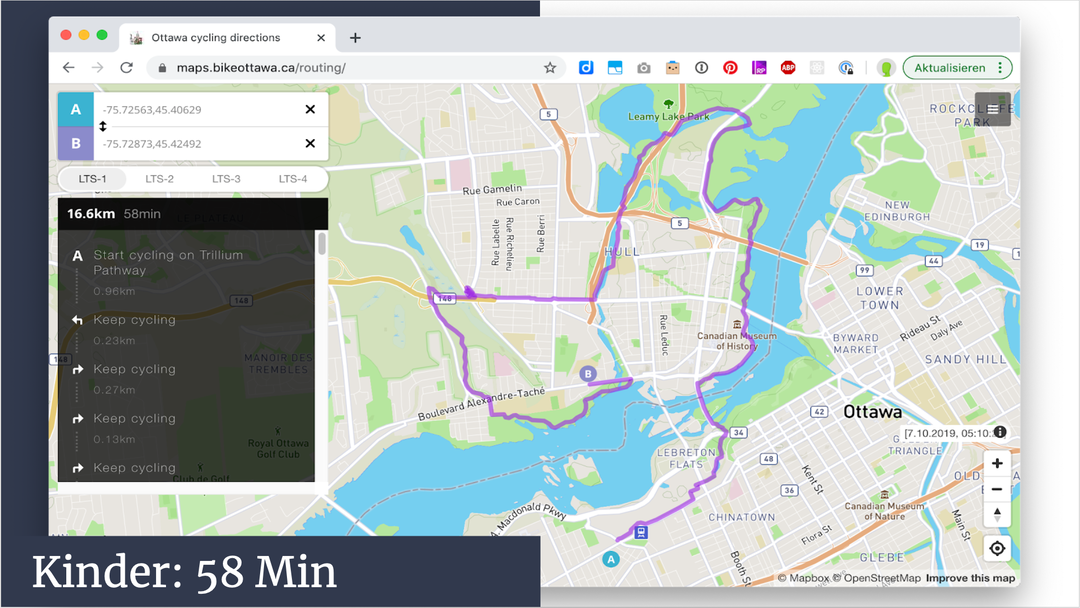 Ottawa cycling directions
maps.bikeottawa.ca/routing/
ABP
RP
Aktualisieren
A
-75.72563,45.40629
B
-75.72873,45.42492
LTS-1 LTS-2 LTS-3 LTS-4
16.6km 58min
A Start cycling on Trillium
Pathway
0.96km
Keep cycling
0.23km
Keep cycling
0.27km
Keep cycling
0.13km
Keep cycling
148
148
MANOIR DES
TREMBLES
Royal Ottawa
Golf Club
Club de Golf
5
Leamy Lake Park
ROCKCLIFFE
PARK
Rue Gamelin
Rue Caron
Rue Labelle
Rue Richelieu
Rue Berri
5
HULL
NEW
EDINBURGH
19
44
99
148
LOWER
TOWN
Rue Leduc
Canadian Museum
of History
BYWARD
MARKET
Rideau St
Daly Ave
SANDY HILL
B
Boulevard Alexandre-Taché
42
Ottawa
34
[7.10.2019, 05:10:
TRIANGLE
LEBRETON
FLATS
48
36
Kent St
Canadian Museum
of Nature
Main St
A. Macdonald Pkwy
CHINATOWN
Flora St
Booth St
GLEBE
A
© Mapbox © OpenStreetMap Improve this map
Kinder: 58 Min